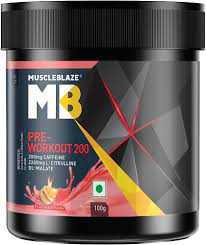 MUSCLEBLAZE
MB
PRE-
WORKOUT 200
200mg CAFFEINE
2200mg L-CITRULLINE
DL-MALATE
100g